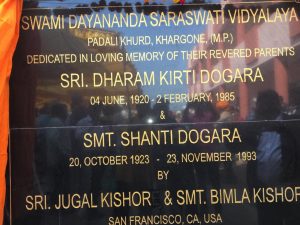 SWAMI DAYANANDA SARASWATI VIDYALAYA
PADALI KHURD, KHARGONE, (M.P.)
DEDICATED IN LOVING MEMORY OF THEIR REVERED PARENTS
SRI. DHARAM KIRTI DOGARA
04 JUNE, 1920 - 2 FEBRUARY, 1985
&
SMT. SHANTI DOGARA
20, OCTOBER 1923 - 23, NOVEMBER 1993
BY
SRI. JUGAL KISHOR & SMT. BIMLA KISHOR
SAN FRANCISCO, CA, USA